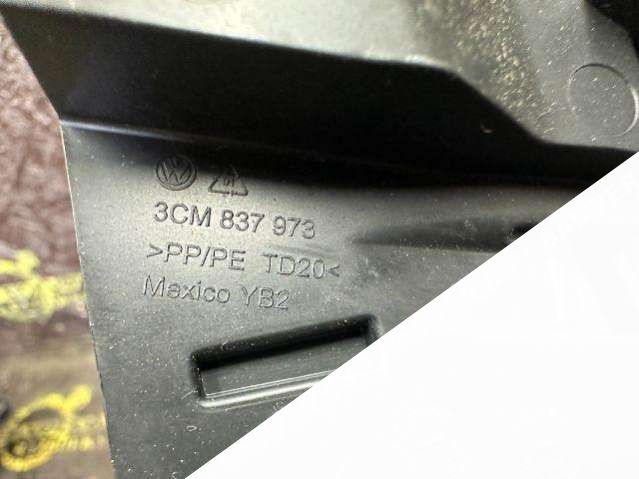 3CM 837 973
>PP/PE TD20<
Mexico YB2